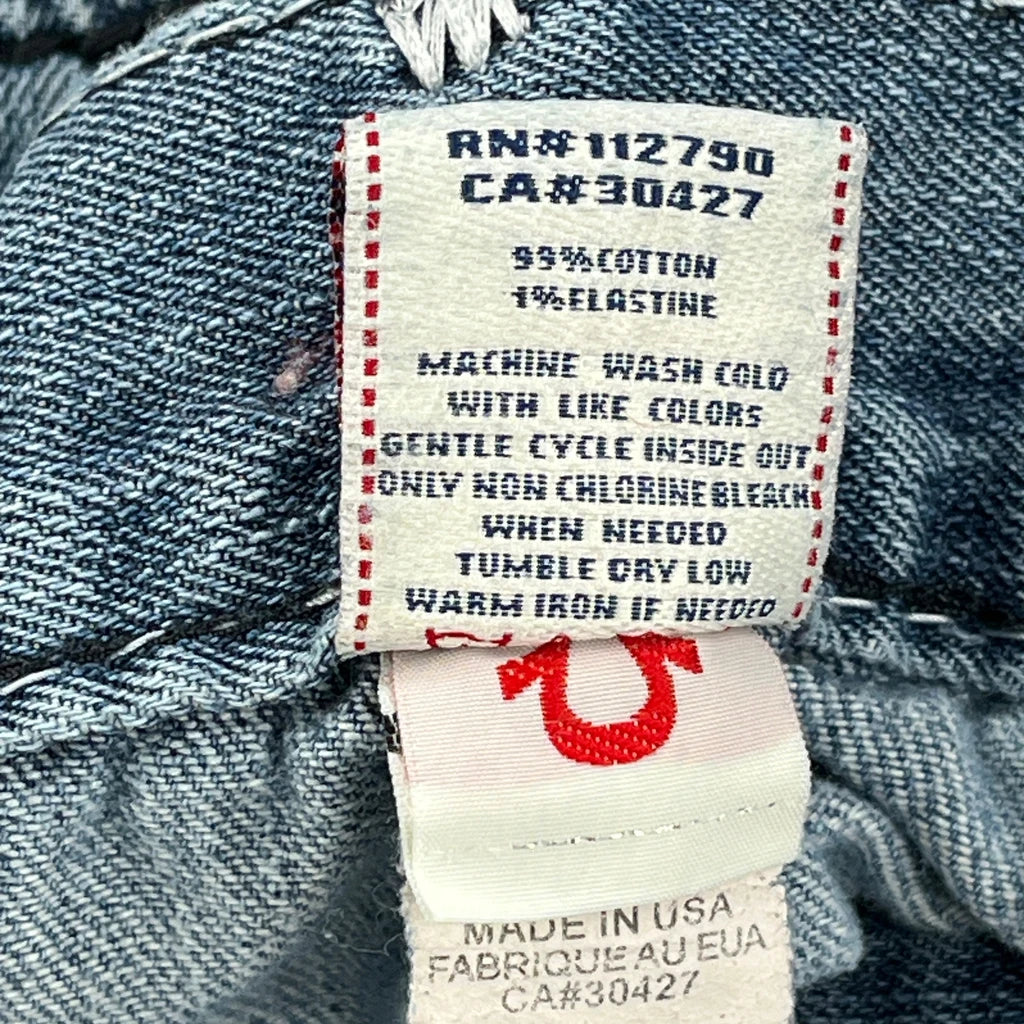 RN#112790
CA#30427
99%COTTON
1%ELASTINE
MACHINE WASH COLD
WITH LIKE COLORS
GENTLE CYCLE INSIDE OUT
ONLY NON CHLORINE BLEACH
WHEN NEEDED
TUMBLE DRY LOW
WARM IRON IF NEEDED
MADE IN USA
FABRIQUE AU EUA
CA#30427